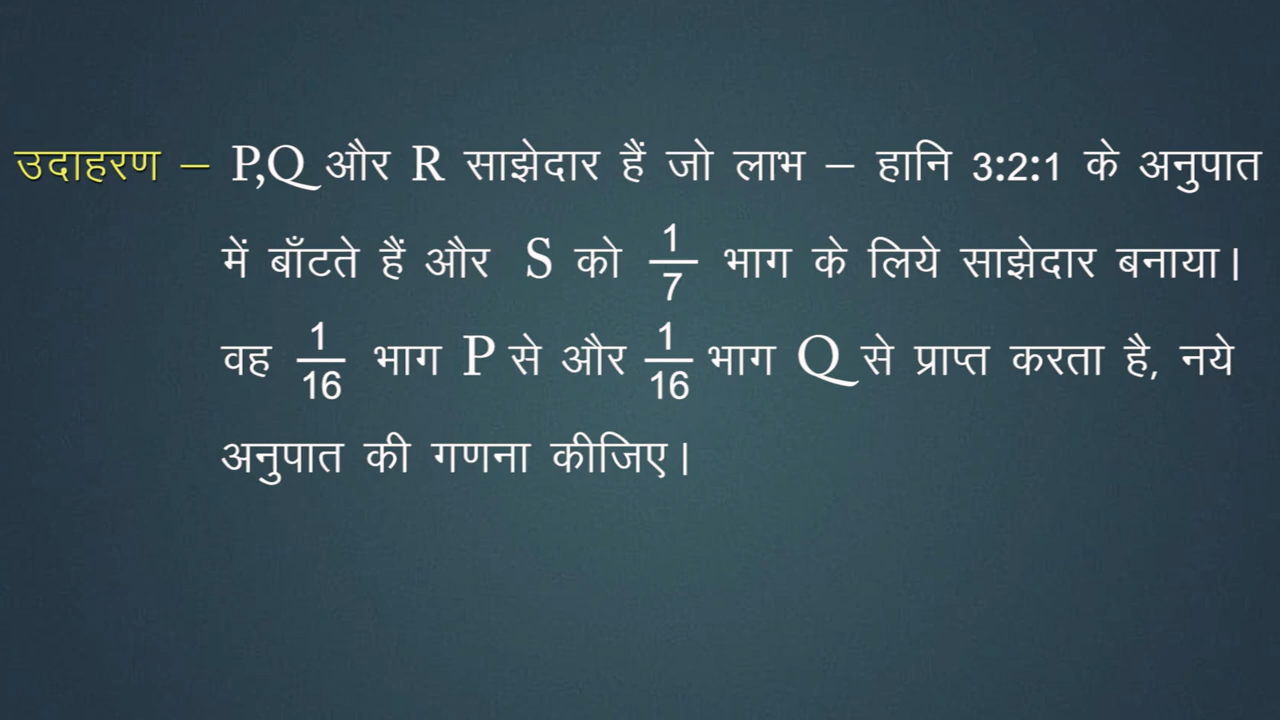 उदाहरण – P,Q और R साझेदार हैं जो लाभ – हानि 3:2:1 के अनुपात
में बाँटते हैं और S को 1/7 भाग के लिये साझेदार बनाया।
वह 1/16 भाग P से और 1/16 भाग Q से प्राप्त करता है, नये
अनुपात की गणना कीजिए।